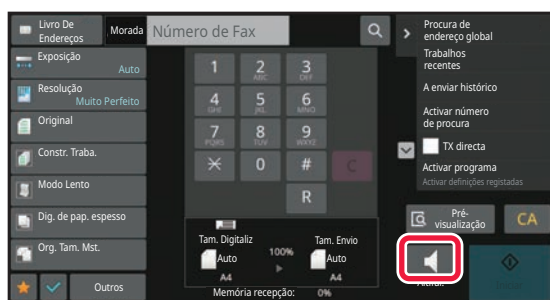 Livro De
Endereços
Morada
Número de Fax
Exposição
Auto
Resolução
Muito Perfeito
Original
Constr. Traba.
Modo Lento
Dig. de pap. espesso
Org. Tam. Mst.
Outros
1
2
ABC
3
DEF
4
GHI
5
JKL
6
MNO
7
PQRS
8
TUV
9
WXYZ
0
#
C
R
Tam. Digitaliz
100%
Tam. Envio
Auto
Auto
A4
A4
Memória recepção: 0%
Procura de
endereço global
Trabalhos
recentes
A enviar histórico
Activar número
de procura
TX directa
Activar programa
Activar definições registadas
Pré-
visualização
CA